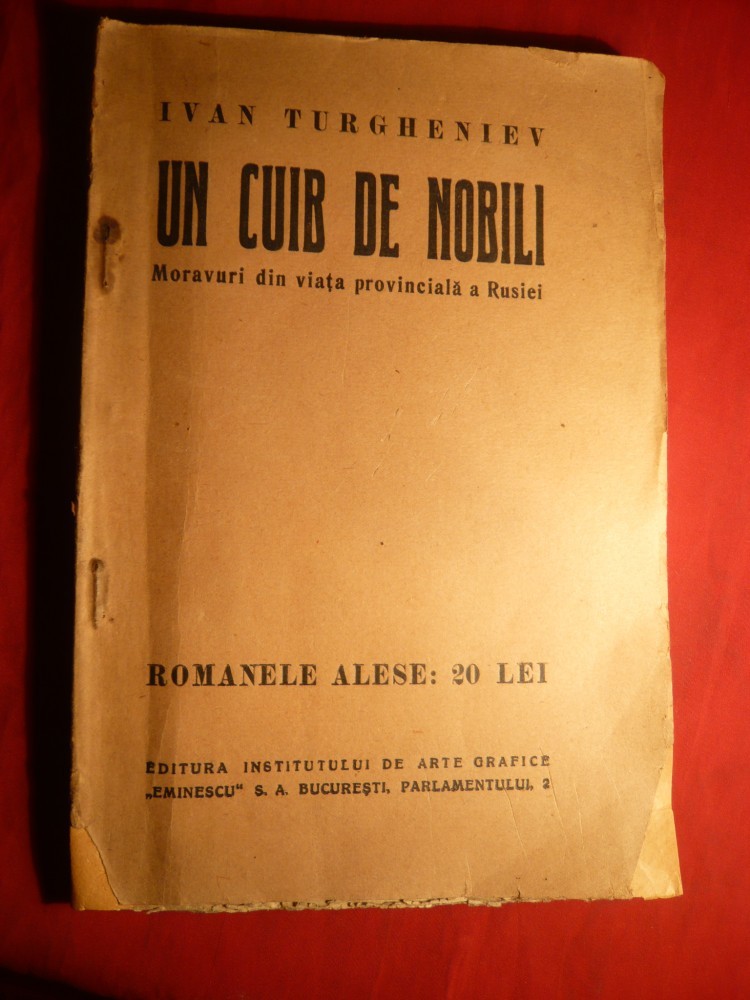 IVAN TURGHENIEV
UN CUIB DE NOBILI
Moravuri din viața provincială a Rusiei
ROMANELE ALESE: 20 LEI
EDITURA INSTITUTULUI DE ARTE GRAFICE
„EMINESCU" S. A. BUCUREȘTI, PARLAMENTULUI, 2